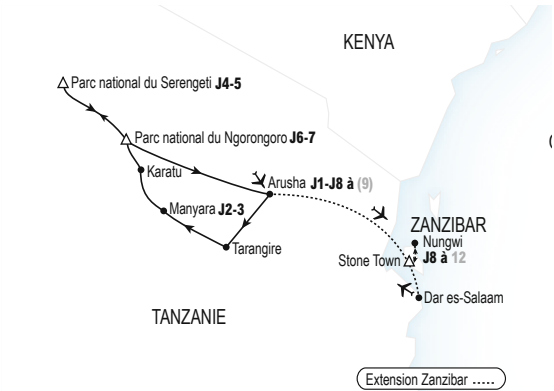 KENYA
Parc national du Serengeti J4-5
Parc national du Ngorongoro J6-7
Karatu
Arusha J1-J8 à (9)
Manyara J2-3
ZANZIBAR
Nungwi
Tarangire
Stone Town
J8 à 12
Dar es-Salaam
TANZANIE
Extension Zanzibar .....